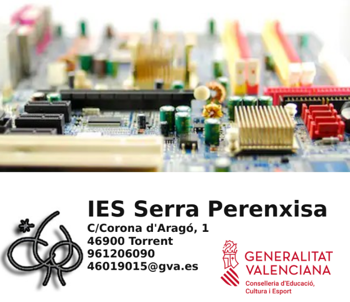 IES Serra Perenxisa
C/Corona d'Aragó, 1
46900 Torrent
961206090
46019015@gva.es
GENERALITAT
VALENCIANA
Conselleria d'Educació,
Cultura i Esport